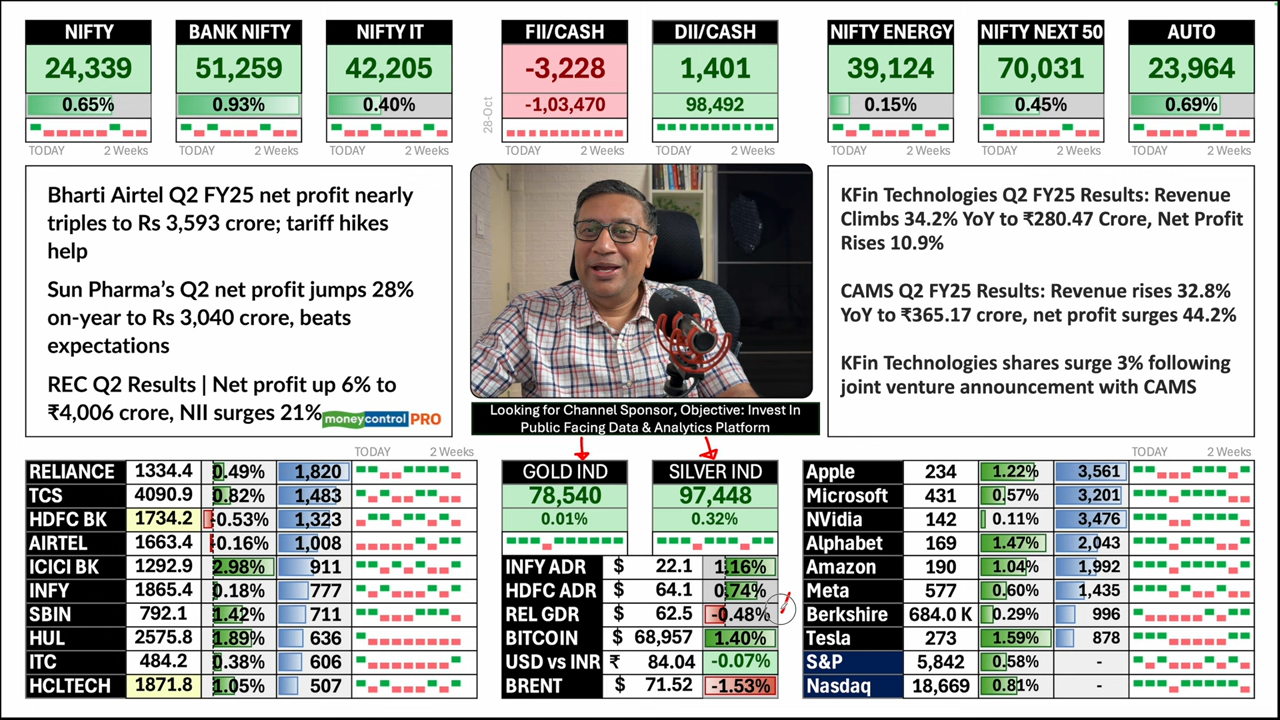 NIFTY
24,339
0.65%
TODAY 2 Weeks
BANK NIFTY
51,259
0.93%
NIFTY IT
42,205
0.40%
TODAY 2 Weeks
28-Oct
FII/CASH
-3,228
-1,03,470
DII/CASH
1,401
98,492
TODAY 2 Weeks
NIFTY ENERGY
39,124
0.15%
TODAY 2 Weeks
NIFTY NEXT 50
70,031
0.45%
AUTO
23,964
0.69%
TODAY 2 Weeks
Bharti Airtel Q2 FY25 net profit nearly
triples to Rs 3,593 crore; tariff hikes
help
Sun Pharma's Q2 net profit jumps 28%
on-year to Rs 3,040 crore, beats
expectations
REC Q2 Results | Net profit up 6% to
₹4,006 crore, NII surges 21%
moneycontrol PRO
Looking for Channel Sponsor, Objective: Invest In
Public Facing Data & Analytics Platform
KFin Technologies Q2 FY25 Results: Revenue
Climbs 34.2% YoY to ₹280.47 Crore, Net Profit
Rises 10.9%
CAMS Q2 FY25 Results: Revenue rises 32.8%
YoY to ₹365.17 crore, net profit surges 44.2%
KFin Technologies shares surge 3% following
joint venture announcement with CAMS
TODAY 2 Weeks
RELIANCE 1334.4 0.49% 1,820
TCS 4090.9 0.82% 1,483
HDFC BK 1734.2 -0.53% 1,323
AIRTEL 1663.4 -0.16% 1,008
ICICI BK 1292.9 2.98% 911
INFY 1865.4 0.18% 777
SBIN 792.1 1.42% 711
HUL 2575.8 1.89% 636
ITC 484.2 0.38% 606
HCLTECH 1871.8 1.05% 507
GOLD IND
78,540
0.01%
SILVER IND
97,448
0.32%
INFY ADR $ 22.1 1.16%
HDFC ADR $ 64.1 0.74%
REL GDR $ 62.5 -0.48%
BITCOIN $ 68,957 1.40%
USD vs INR ₹ 84.04 -0.07%
BRENT $ 71.52 -1.53%
TODAY 2 Weeks
Apple 234 1.22% 3,561
Microsoft 431 0.57% 3,201
NVidia 142 0.11% 3,476
Alphabet 169 1.47% 2,043
Amazon 190 1.04% 1,992
Meta 577 0.60% 1,435
Berkshire 684.0 K 0.29% 996
Tesla 273 1.59% 878
S&P 5,842 0.58% -
Nasdaq 18,669 0.81% -